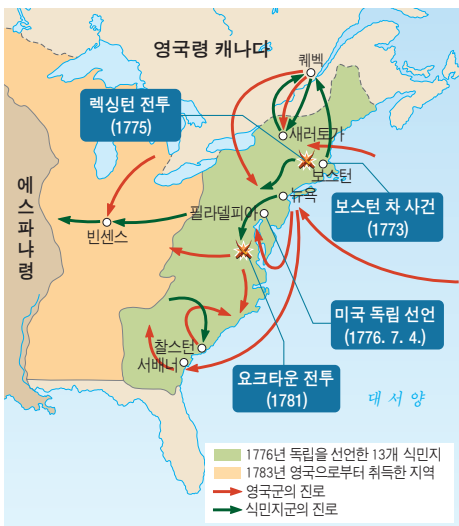 영국령 캐나다
퀘벡
렉싱턴 전투
(1775)
새러토가
보스턴
에스파냐령
뉴욕
필라델피아
보스턴 차 사건
(1773)
빈센스
미국 독립 선언
(1776. 7. 4.)
찰스턴
서배너
요크타운 전투
(1781)
대서양
1776년 독립을 선언한 13개 식민지
1783년 영국으로부터 취득한 지역
영국군의 진로
식민지군의 진로